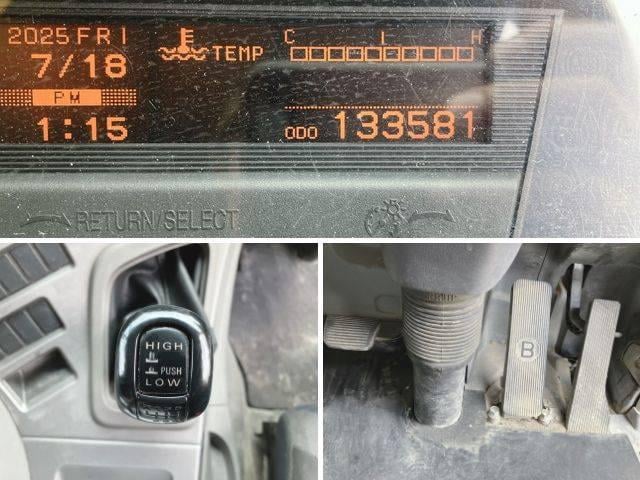 2025 FRI
7/18
PM
1:15
TEMP
C L H
ODO 133581
RETURN/SELECT
HIGH
PUSH
LOW
B